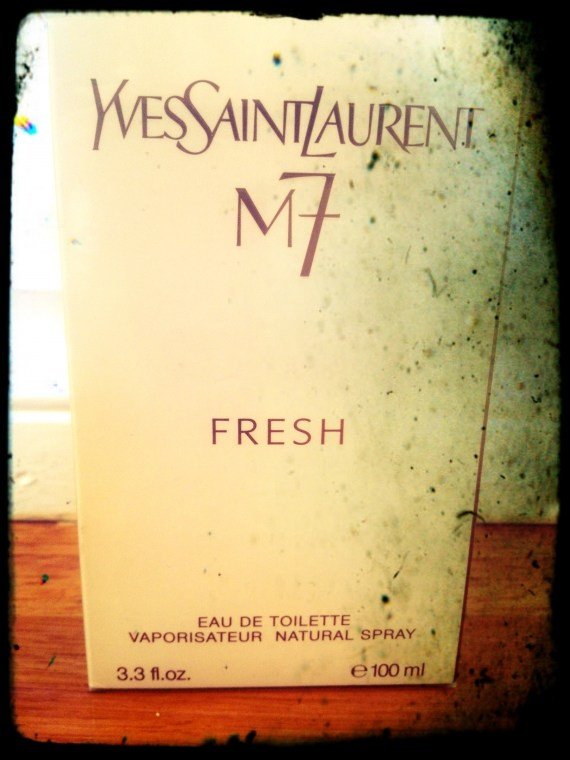 YVESSAINTLAURENT
M7
FRESH
EAU DE TOILETTE
VAPORISATEUR NATURAL SPRAY
3.3 fl.oz. ℮ 100 ml